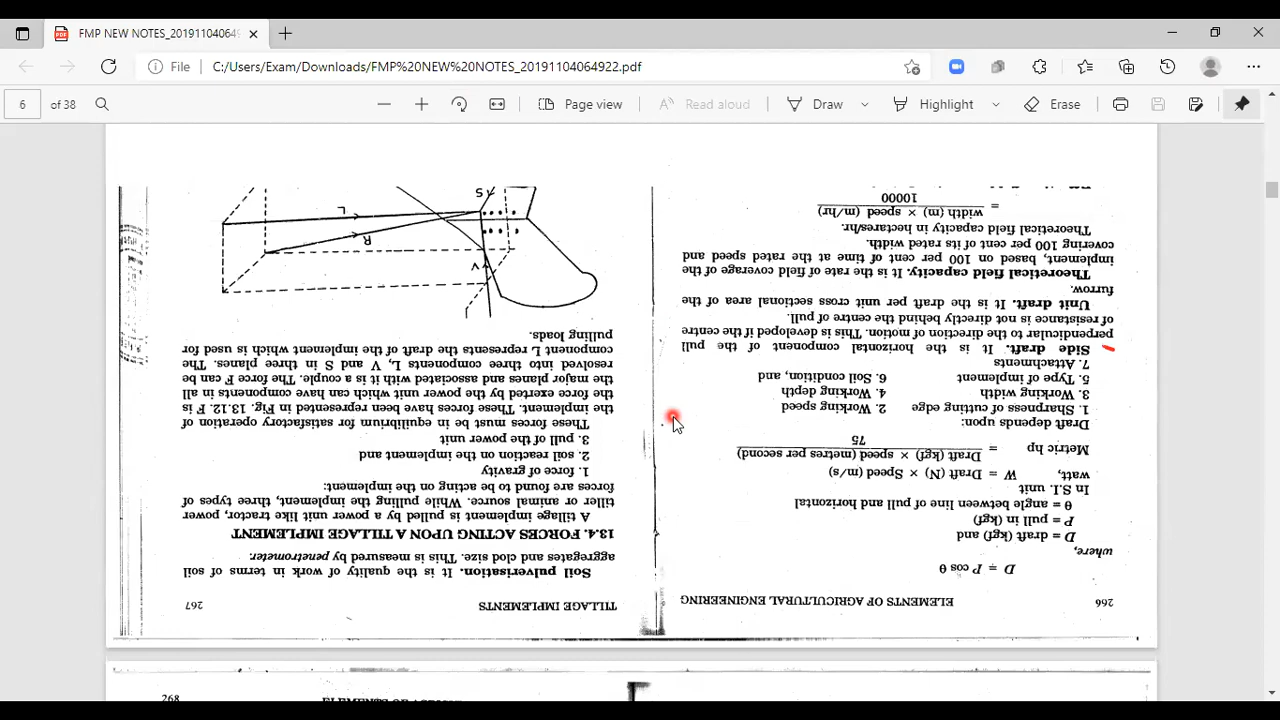 FMP NEW NOTES_20191104064
File
C:/Users/Exam/Downloads/FMP%20NEW%20NOTES_20191104064922.pdf
6 of 38
Page view
Read aloud
Draw
Highlight
Erase
266 ELEMENTS OF AGRICULTURAL ENGINEERING
D = P cos θ
where,
D = draft (kgf) and
P = pull in (kgf)
θ = angle between line of pull and horizontal
In S.I. unit
watt, W = Draft (N) × Speed (m/s)
Metric hp = Draft (kgf) × speed (metres per second)
75
Draft depends upon:
1. Sharpness of cutting edge 2. Working speed
3. Working width 4. Working depth
5. Type of implement 6. Soil condition, and
7. Attachments
Side draft. It is the horizontal component of the pull
perpendicular to the direction of motion. This is developed if the centre
of resistance is not directly behind the centre of pull.
Unit draft. It is the draft per unit cross sectional area of the
furrow.
Theoretical field capacity. It is the rate of field coverage of the
implement, based on 100 per cent of time at the rated speed and
covering 100 per cent of its rated width.
Theoretical field capacity in hectares/hr.
= width (m) × speed (m/hr)
10000
TILLAGE IMPLEMENTS 267
Soil pulverisation. It is the quality of work in terms of soil
aggregates and clod size. This is measured by penetrometer.
13.4. FORCES ACTING UPON A TILLAGE IMPLEMENT
A tillage implement is pulled by a power unit like tractor, power
tiller or animal source. While pulling the implement, three types of
forces are found to be acting on the implement:
1. force of gravity
2. soil reaction on the implement and
3. pull of the power unit
These forces must be in equilibrium for satisfactory operation of
the implement. These forces have been represented in Fig. 13.12. F is
the force exerted by the power unit which can have components in all
the major planes and associated with it is a couple. The force F can be
resolved into three components L, V and S in three planes. The
component L represents the draft of the implement which is used for
pulling loads.
V
R
L
S
268